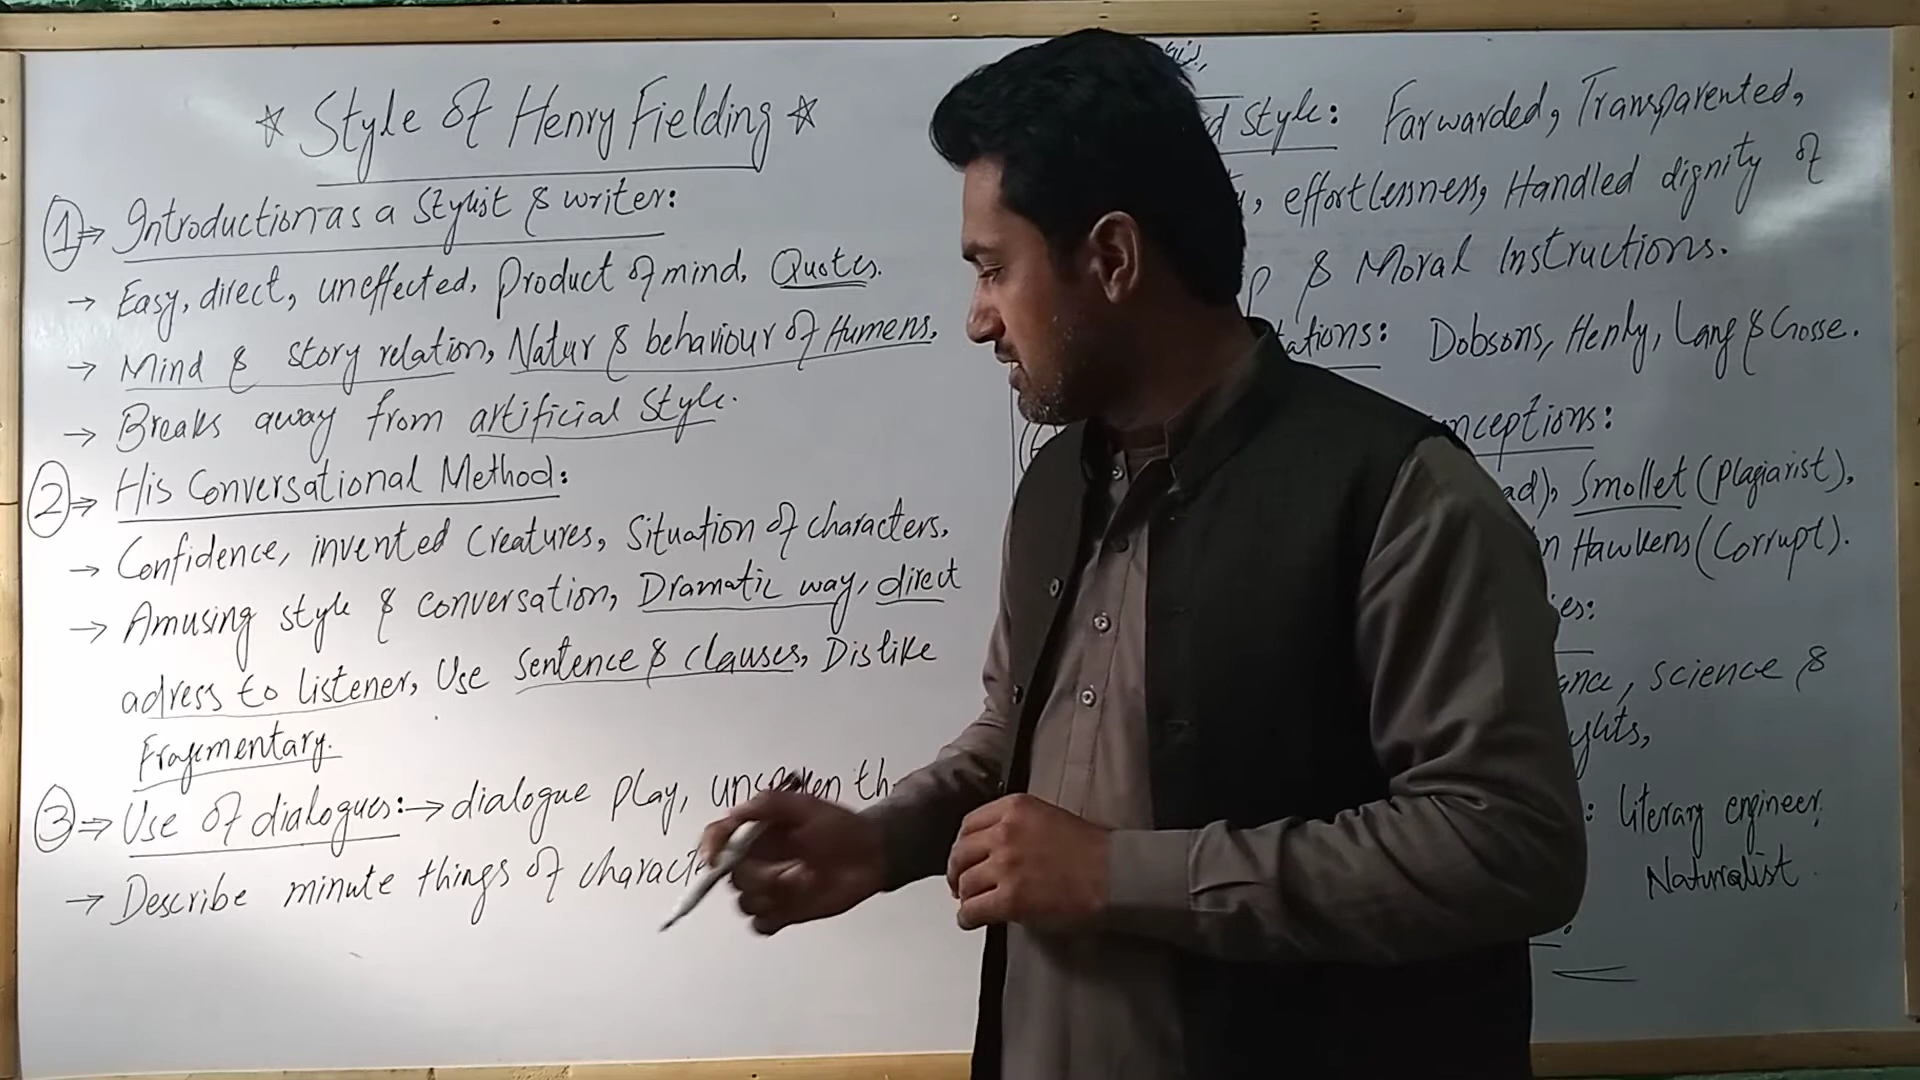 ☆ Style of Henry Fielding ☆
① ⇒ Introduction as a Stylist & writer:
→ Easy, direct, uneffected, Product of mind, Quotes.
→ Mind & story relation, Natur & behaviour of Humens.
→ Breaks away from artificial style.
② ⇒ His Conversational Method:
→ Confidence, invented creatures, Situation of characters,
→ Amusing style & conversation, Dramatic way, direct
adress to listener, Use Sentence & clauses, Dislike
Fragmentary.
③ ⇒ Use of dialogues: → dialogue play,
→ Describe minute things of
Style: Farwarded, Transparented,
effortlessness, Handled dignity of
& Moral Instructions.
Dobsons, Henly, Lang & Gosse.
Smollet (Plagiarist),
Hawkens (Corrupt).
science &
: literary engineer,
Naturalist.